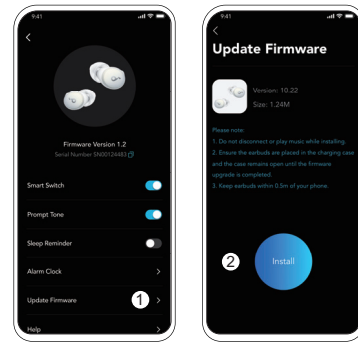 9:41
Firmware Version 1.2
Serial Number SN00124483
Smart Switch
Prompt Tone
Sleep Reminder
Alarm Clock
Update Firmware
1
Help
9:41
Update Firmware
Version: 10.22
Size: 1.24M
Please note:
1. Do not disconnect or play music while installing.
2. Ensure the earbuds are placed in the charging case
and the case remains open until the firmware
upgrade is completed.
3. Keep earbuds within 0.5m of your phone.
2
Install